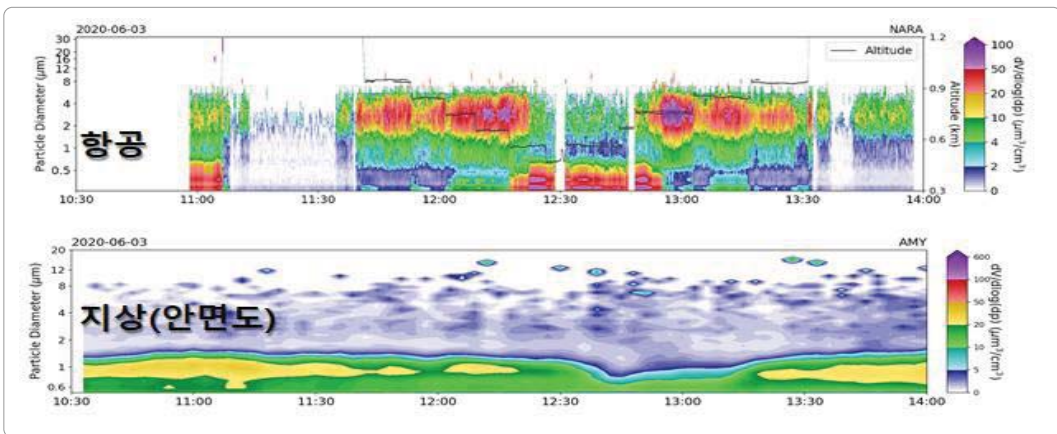 2020-06-03 NARA
Particle Diameter (μm)
30
20
16
12
8
4
2
1
0.5
항공
Altitude
1.2
0.9
0.7
0.5
0.3
Altitude (km)
100
50
20
10
4
2
0
dV/dlog(dp) (μm³/cm³)
10:30 11:00 11:30 12:00 12:30 13:00 13:30 14:00
2020-06-03 AMY
Particle Diameter (μm)
20
12
8
4
2
1
0.6
지상(안면도)
600
100
50
20
10
5
0
dV/dlog(dp) (μm³/cm³)
10:30 11:00 11:30 12:00 12:30 13:00 13:30 14:00